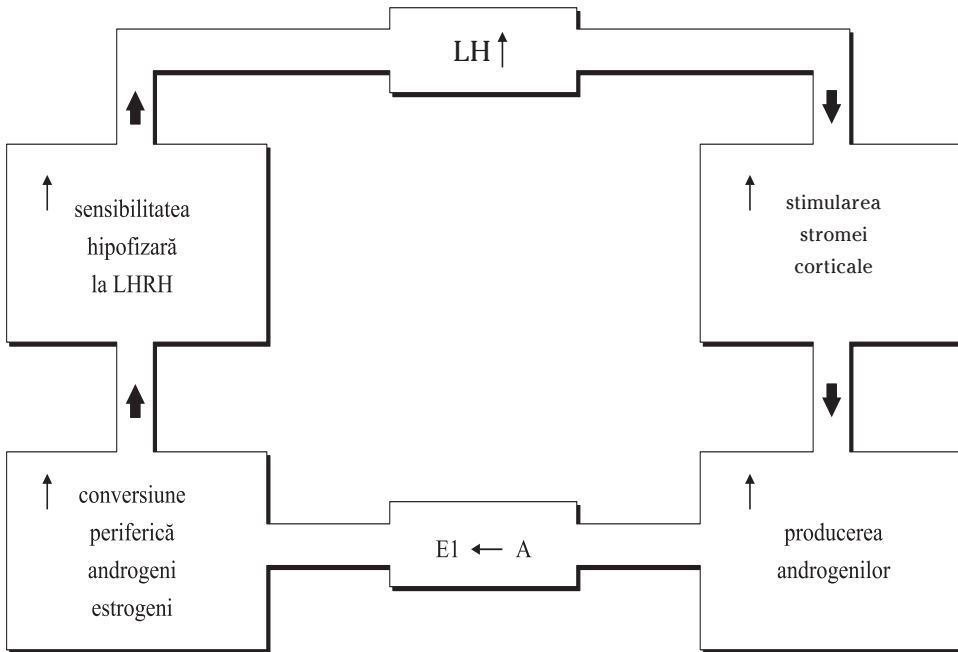 LH ↑
↑ sensibilitatea
hipofizară
la LHRH
↑ stimularea
stromei
corticale
↑ conversiune
periferică
androgeni
estrogeni
E1 ← A
↑ producerea
androgenilor